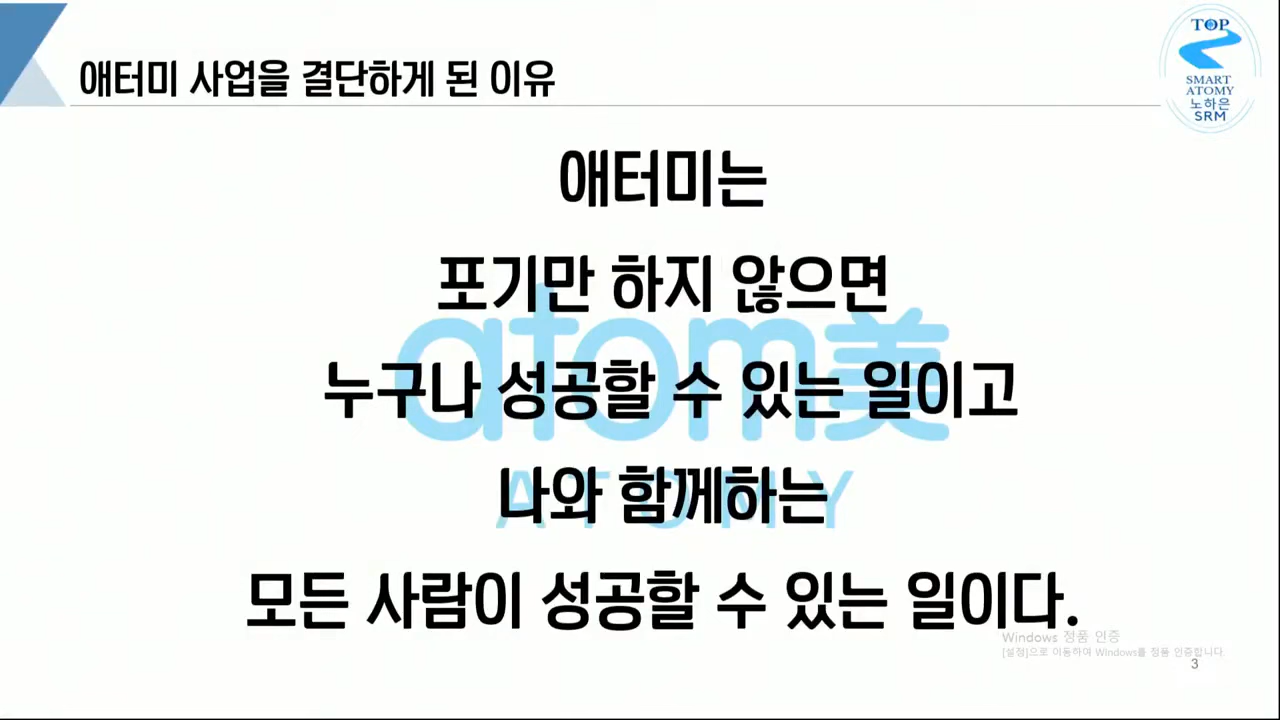 애터미 사업을 결단하게 된 이유
TOP
SMART
ATOMY
노하은
SRM
애터미는
포기만 하지 않으면
누구나 성공할 수 있는 일이고
나와 함께하는
모든 사람이 성공할 수 있는 일이다.
atom美
ATOMY
Windows 정품 인증
[설정]으로 이동하여 Windows를 정품 인증합니다.
3